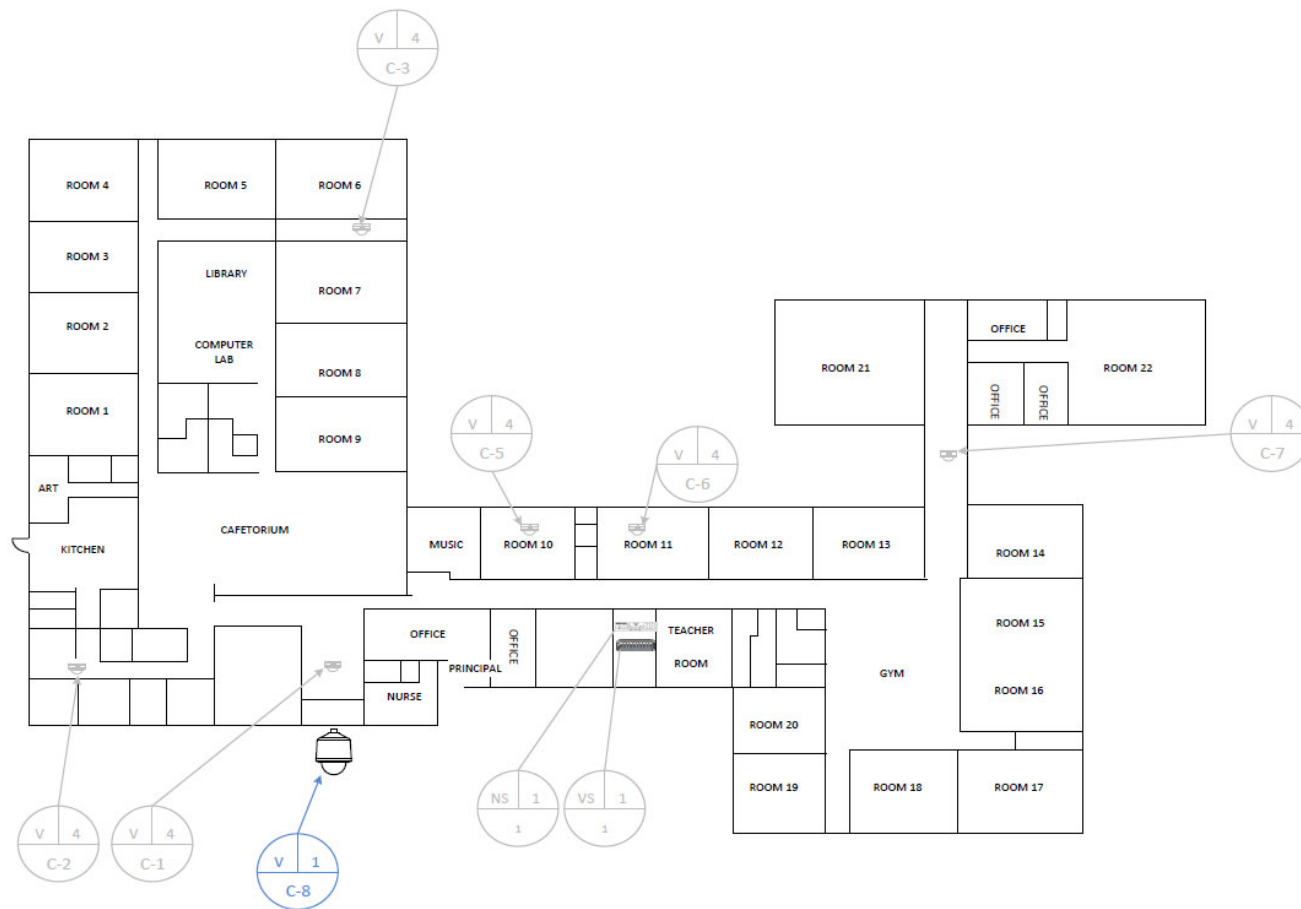 V 4
C-3
ROOM 4
ROOM 5
ROOM 6
ROOM 3
LIBRARY
ROOM 7
ROOM 2
COMPUTER
LAB
ROOM 8
ROOM 1
ROOM 9
OFFICE
ROOM 21
OFFICE
OFFICE
ROOM 22
V 4
C-5
V 4
C-6
V 4
C-7
ART
CAFETORIUM
KITCHEN
MUSIC
ROOM 10
ROOM 11
ROOM 12
ROOM 13
ROOM 14
ROOM 15
OFFICE
OFFICE
TEACHER
ROOM
PRINCIPAL
NURSE
GYM
ROOM 16
ROOM 20
ROOM 19
ROOM 18
ROOM 17
V 4
C-2
V 4
C-1
V 1
C-8
NS 1
1
VS 1
1